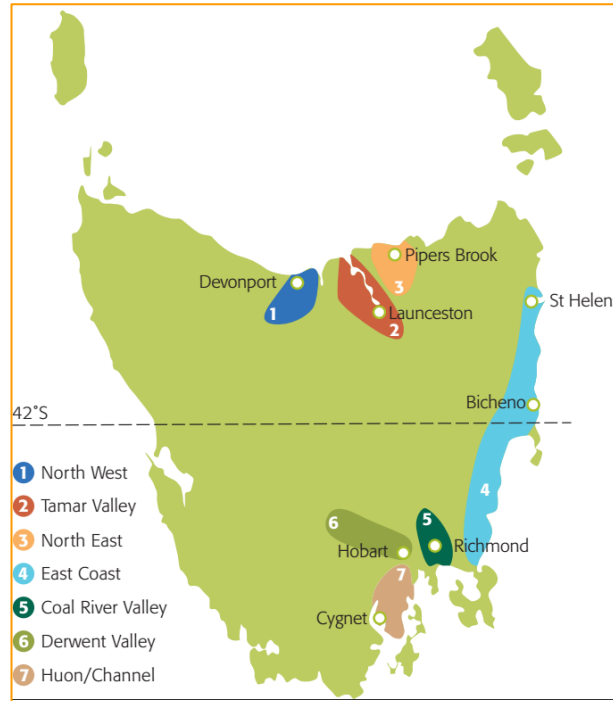 Pipers Brook
Devonport
3
1
Launceston
2
St Helen
Bicheno
42°S
4
1 North West
2 Tamar Valley
3 North East
4 East Coast
5 Coal River Valley
6 Derwent Valley
7 Huon/Channel
5
6
Hobart
Richmond
7
Cygnet